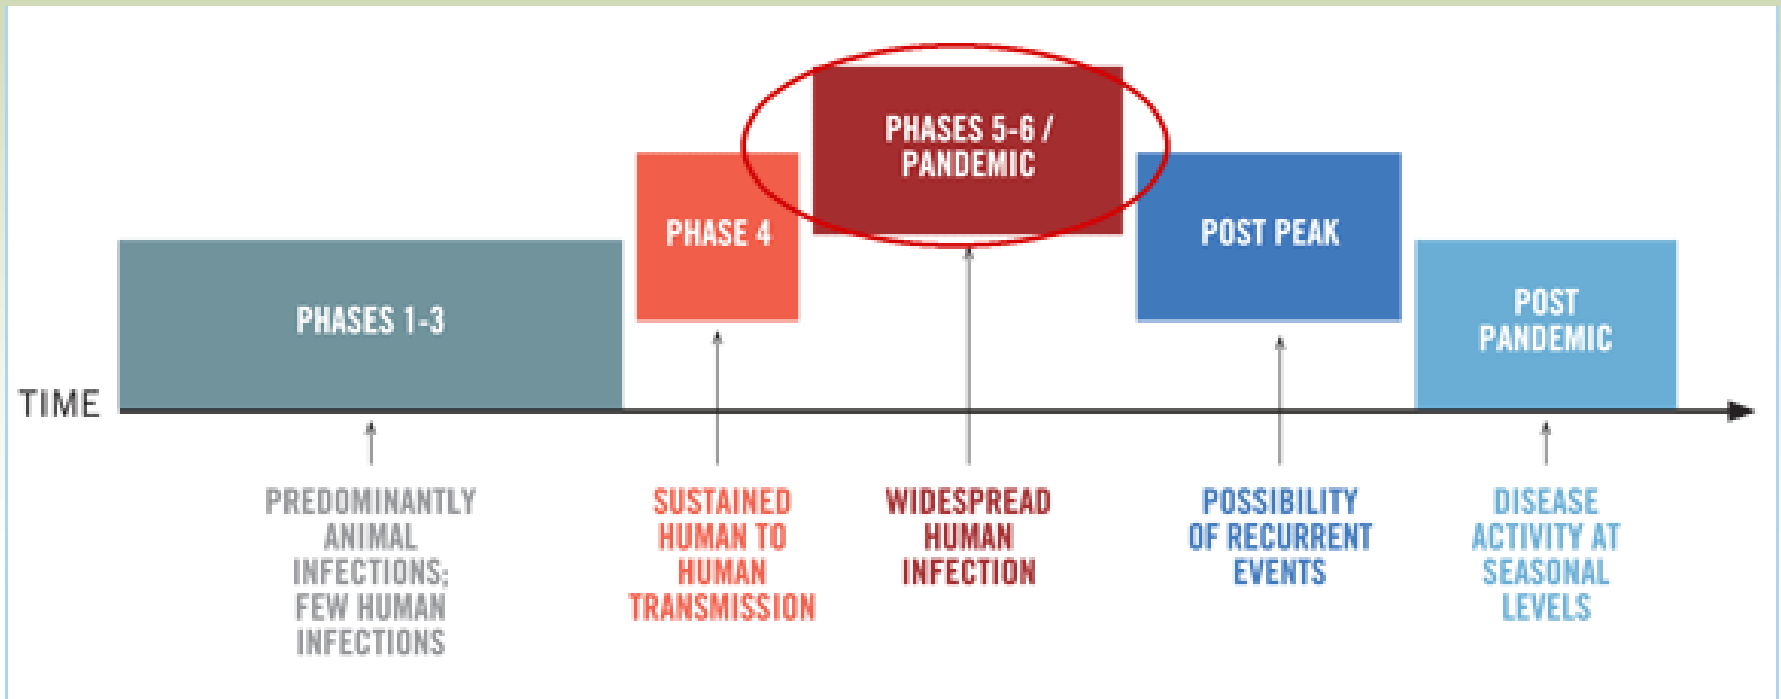 PHASES 5-6 /
PANDEMIC
PHASE 4
POST PEAK
PHASES 1-3
POST
PANDEMIC
TIME
PREDOMINANTLY
ANIMAL
INFECTIONS;
FEW HUMAN
INFECTIONS
SUSTAINED
HUMAN TO
HUMAN
TRANSMISSION
WIDESPREAD
HUMAN
INFECTION
POSSIBILITY
OF RECURRENT
EVENTS
DISEASE
ACTIVITY AT
SEASONAL
LEVELS